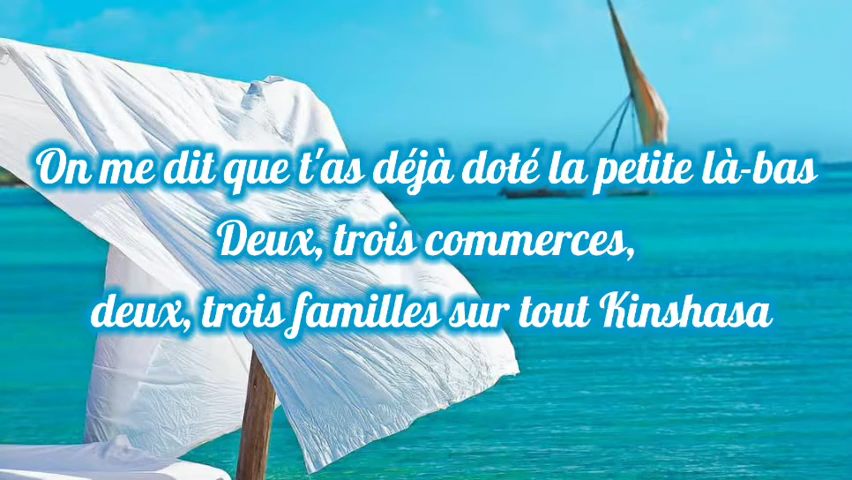 On me dit que t'as déjà doté la petite là-bas
Deux, trois commerces,
deux, trois familles sur tout Kinshasa